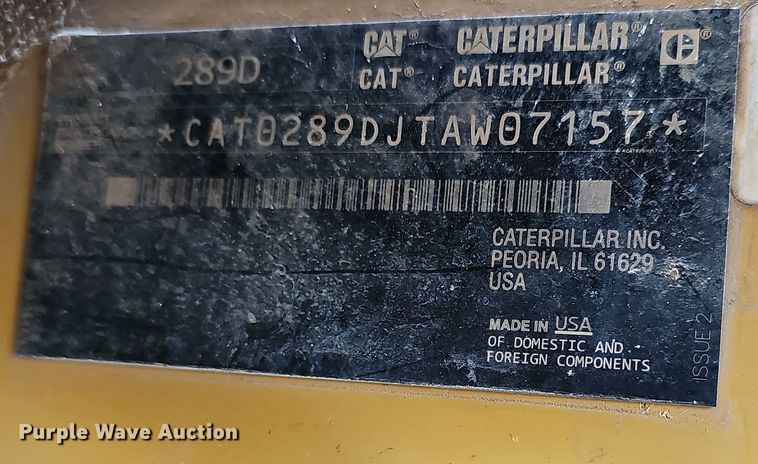 CAT® CATERPILLAR®
289D
CAT® CATERPILLAR®
*CAT0289DJTAW07157*
CATERPILLAR INC.
PEORIA, IL 61629
USA
MADE IN USA
OF DOMESTIC AND
FOREIGN COMPONENTS
ISSUE 2
Purple Wave Auction